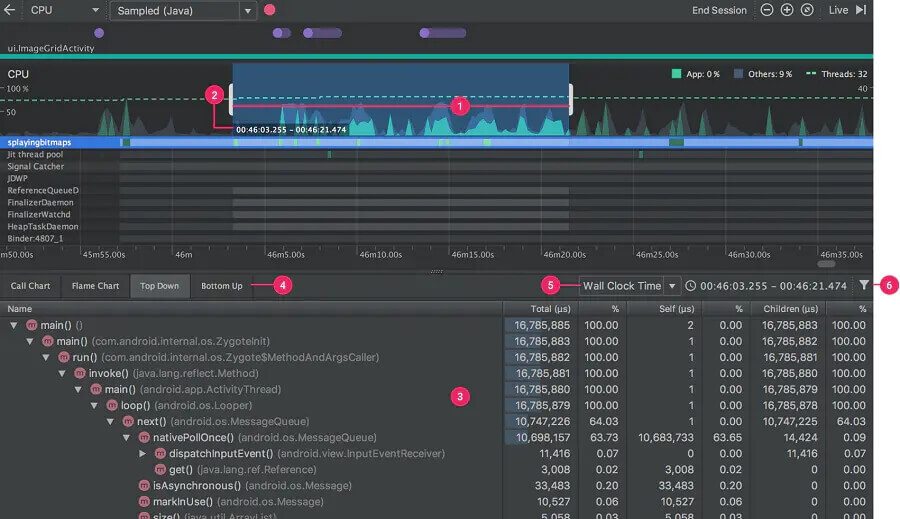 CPU Sampled (Java) End Session Live
ui.ImageGridActivity
CPU App: 0 % Others: 9 % Threads: 32
100 % 40
50
2 1
00:46:03.255 – 00:46:21.474
splayingbitmaps
Jit thread pool
Signal Catcher
JDWP
ReferenceQueueD
FinalizerDaemon
FinalizerWatchd
HeapTaskDaemon
Binder:4807_1
m50.00s 45m55.00s 46m 46m5.00s 46m10.00s 46m15.00s 46m20.00s 46m25.00s 46m30.00s 46m35.00s
Call Chart Flame Chart Top Down Bottom Up 4 5 Wall Clock Time 00:46:03.255 – 00:46:21.474 6
Name Total (µs) % Self (µs) % Children (µs) %
m main() () 16,785,885 100.00 2 0.00 16,785,883 100.00
m main() (com.android.internal.os.ZygoteInit) 16,785,883 100.00 1 0.00 16,785,882 100.00
m run() (com.android.internal.os.Zygote$MethodAndArgsCaller) 16,785,882 100.00 1 0.00 16,785,881 100.00
m invoke() (java.lang.reflect.Method) 16,785,881 100.00 1 0.00 16,785,880 100.00
m main() (android.app.ActivityThread) 16,785,880 100.00 1 0.00 16,785,879 100.00
3
m loop() (android.os.Looper) 16,785,879 100.00 1 0.00 16,785,878 100.00
m next() (android.os.MessageQueue) 10,747,226 64.03 1 0.00 10,747,225 64.03
m nativePollOnce() (android.os.MessageQueue) 10,698,157 63.73 10,683,733 63.65 14,424 0.09
m dispatchInputEvent() (android.view.InputEventReceiver) 11,416 0.07 0 0.00 11,416 0.07
m get() (java.lang.ref.Reference) 3,008 0.02 3,008 0.02 0 0.00
m isAsynchronous() (android.os.Message) 33,483 0.20 33,483 0.20 0 0.00
m markInUse() (android.os.Message) 10,527 0.06 10,527 0.06 0 0.00
m size() (java.util.ArrayList) 5,058 0.03 5,058 0.03 0 0.00